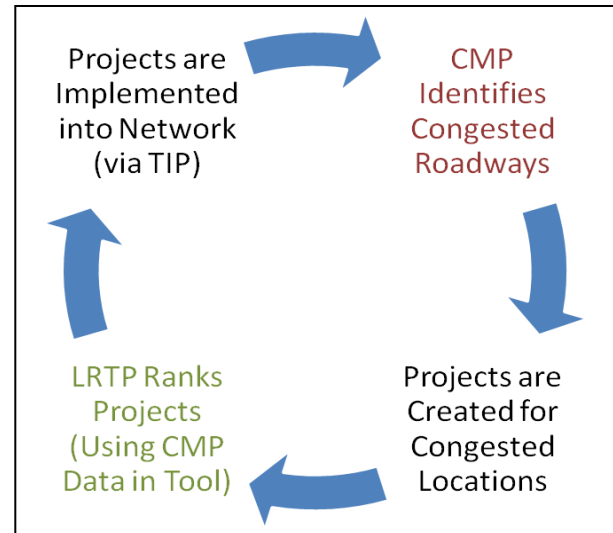 Projects are
Implemented
into Network
(via TIP)
CMP
Identifies
Congested
Roadways
Projects are
Created for
Congested
Locations
LRTP Ranks
Projects
(Using CMP
Data in Tool)